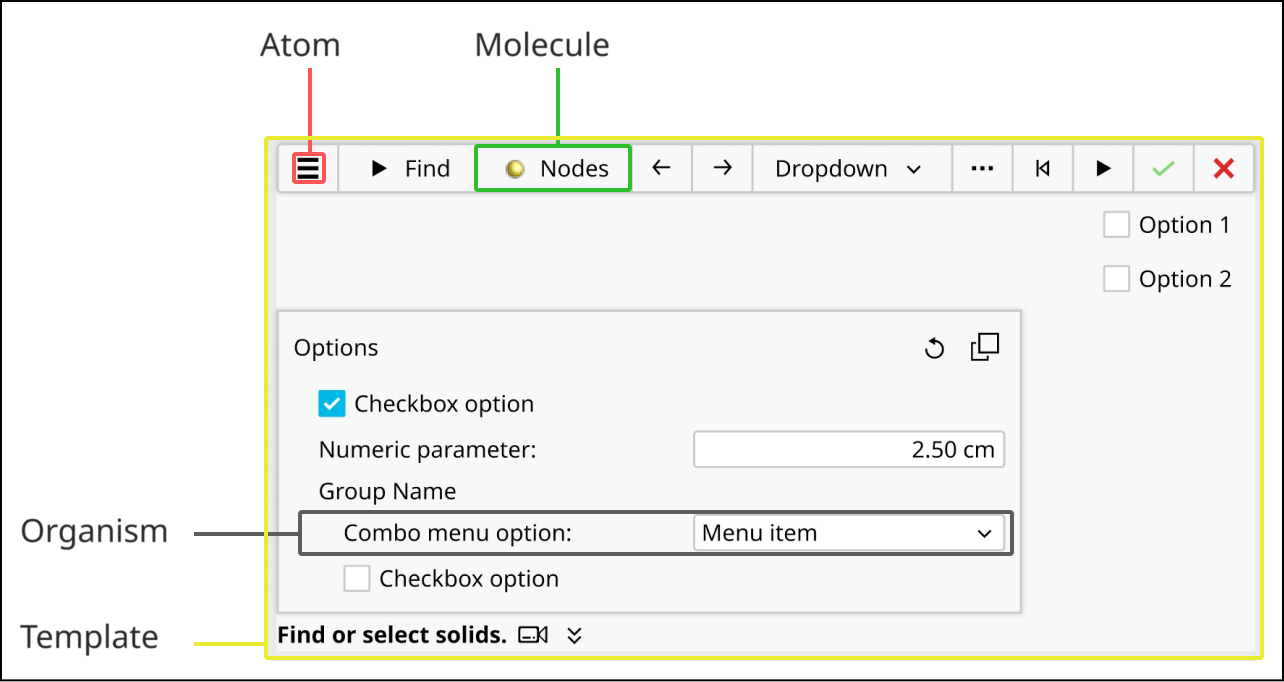 Atom
Molecule
Find
Nodes
Dropdown
Option 1
Option 2
Options
Checkbox option
Numeric parameter:
2.50 cm
Group Name
Organism
Combo menu option:
Menu item
Checkbox option
Template
Find or select solids.